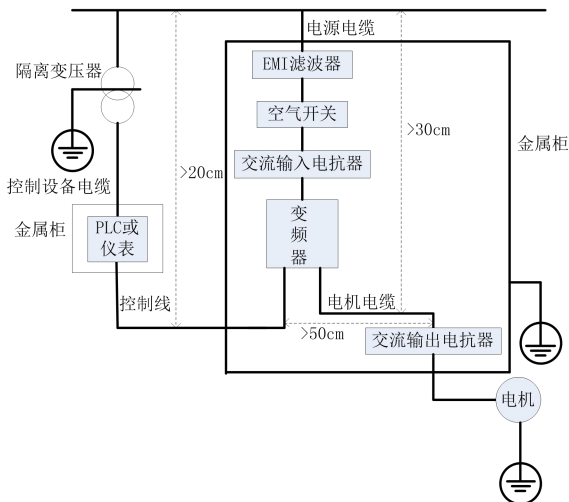 电源电缆
隔离变压器
EMI滤波器
空气开关
>30cm
金属柜
>20cm
交流输入电抗器
控制设备电缆
金属柜
PLC或
仪表
变
频
器
控制线
电机电缆
>50cm
交流输出电抗器
电机